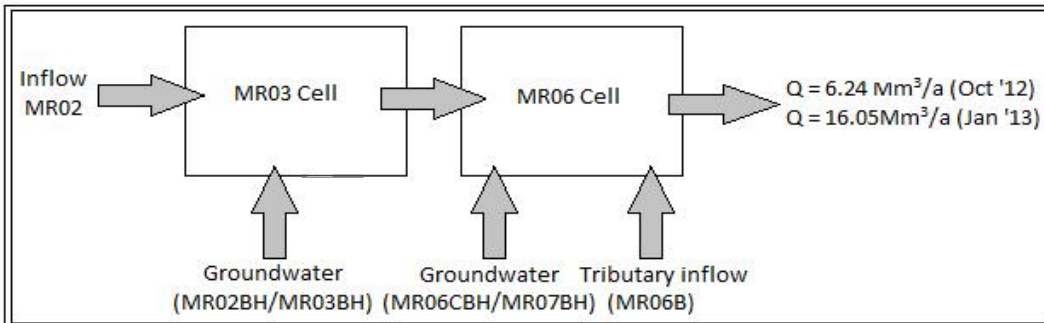 Inflow
MR02
MR03 Cell
MR06 Cell
Q = 6.24 Mm³/a (Oct '12)
Q = 16.05Mm³/a (Jan '13)
Groundwater
(MR02BH/MR03BH)
Groundwater
(MR06CBH/MR07BH)
Tributary inflow
(MR06B)